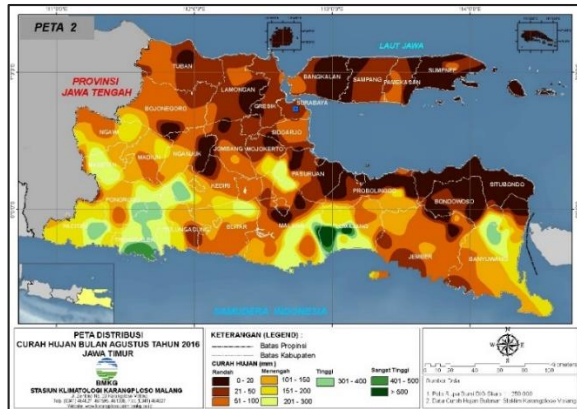 PETA 2
LAUT JAWA
PROVINSI
JAWA TENGAH
TUBAN
LAMONGAN
GRESIK
BANGKALAN
SAMPANG
PAMEKASAN
SUMENEP
SURABAYA
BOJONEGORO
SIDOARJO
NGAWI
MADIUN
NGANJUK
JOMBANG
MOJOKERTO
PASURUAN
KEDIRI
PROBOLINGGO
SITUBONDO
BONDOWOSO
PONOROGO
TULUNGAGUNG
BLITAR
MALANG
LUMAJANG
JEMBER
BANYUWANGI
SAMUDERA INDONESIA
PETA DISTRIBUSI
CURAH HUJAN BULAN AGUSTUS TAHUN 2016
JAWA TIMUR
BMKG
STASIUN KLIMATOLOGI KARANGPLOSO MALANG
KETERANGAN (LEGEND) :
Batas Propinsi
Batas Kabupaten
CURAH HUJAN (mm)
Rendah
0 - 20
21 - 50
51 - 100
Menengah
101 - 150
151 - 200
201 - 300
Tinggi
301 - 400
Sangat Tinggi
401 - 500
> 500
Sumber Data :